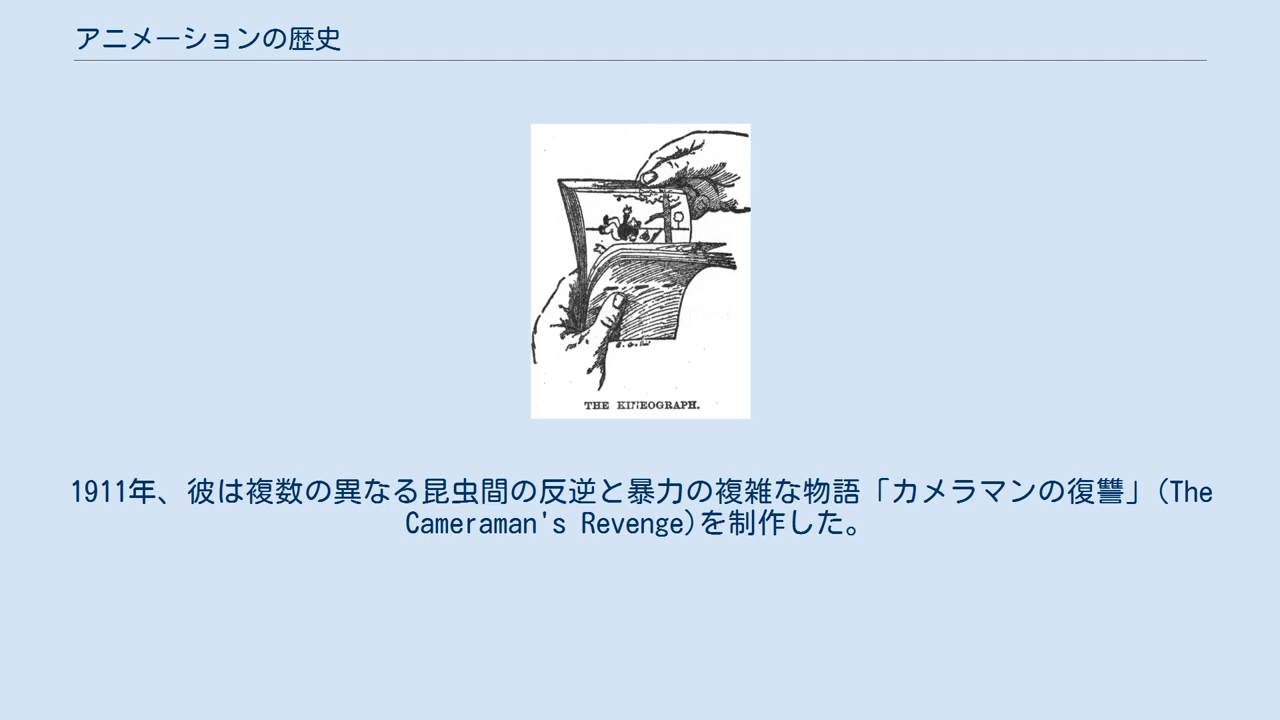 アニメーションの歴史
THE KINEOGRAPH.
1911年、彼は複数の異なる昆虫間の反逆と暴力の複雑な物語「カメラマンの復讐」(The
Cameraman's Revenge)を制作した。